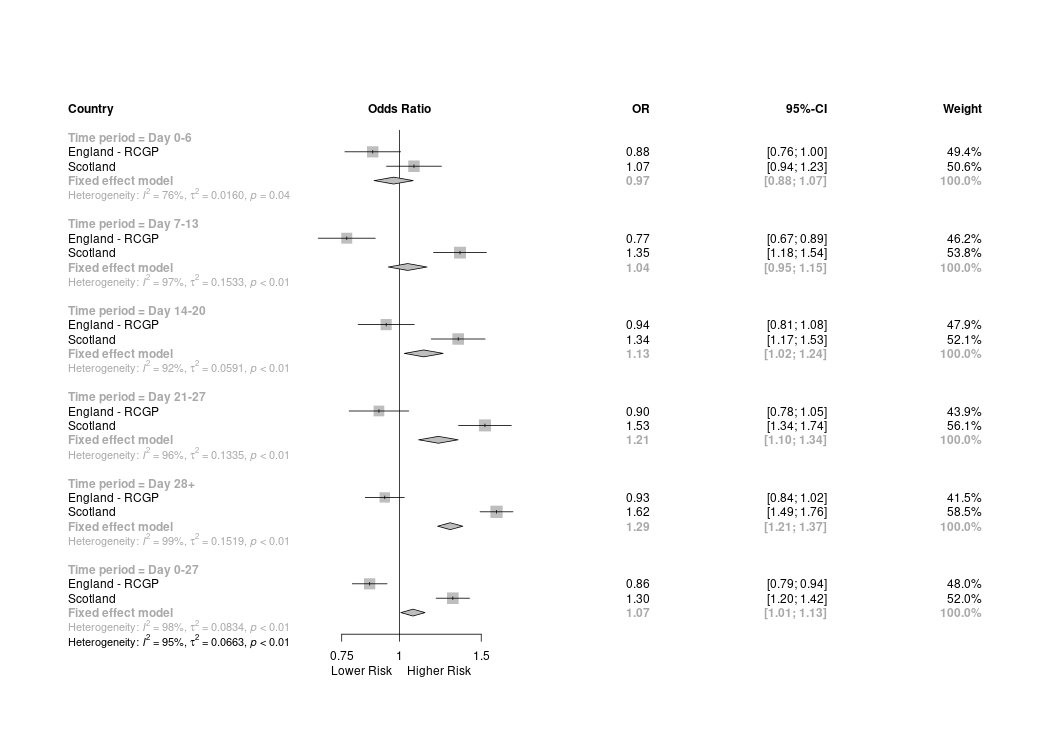 Country Odds Ratio OR 95%-CI Weight
Time period = Day 0-6
England - RCGP 0.88 [0.76; 1.00] 49.4%
Scotland 1.07 [0.94; 1.23] 50.6%
Fixed effect model 0.97 [0.88; 1.07] 100.0%
Heterogeneity: I² = 76%, τ² = 0.0160, p = 0.04
Time period = Day 7-13
England - RCGP 0.77 [0.67; 0.89] 46.2%
Scotland 1.35 [1.18; 1.54] 53.8%
Fixed effect model 1.04 [0.95; 1.15] 100.0%
Heterogeneity: I² = 97%, τ² = 0.1533, p < 0.01
Time period = Day 14-20
England - RCGP 0.94 [0.81; 1.08] 47.9%
Scotland 1.34 [1.17; 1.53] 52.1%
Fixed effect model 1.13 [1.02; 1.24] 100.0%
Heterogeneity: I² = 92%, τ² = 0.0591, p < 0.01
Time period = Day 21-27
England - RCGP 0.90 [0.78; 1.05] 43.9%
Scotland 1.53 [1.34; 1.74] 56.1%
Fixed effect model 1.21 [1.10; 1.34] 100.0%
Heterogeneity: I² = 96%, τ² = 0.1335, p < 0.01
Time period = Day 28+
England - RCGP 0.93 [0.84; 1.02] 41.5%
Scotland 1.62 [1.49; 1.76] 58.5%
Fixed effect model 1.29 [1.21; 1.37] 100.0%
Heterogeneity: I² = 99%, τ² = 0.1519, p < 0.01
Time period = Day 0-27
England - RCGP 0.86 [0.79; 0.94] 48.0%
Scotland 1.30 [1.20; 1.42] 52.0%
Fixed effect model 1.07 [1.01; 1.13] 100.0%
Heterogeneity: I² = 98%, τ² = 0.0834, p < 0.01
Heterogeneity: I² = 95%, τ² = 0.0663, p < 0.01
0.75 1 1.5
Lower Risk Higher Risk